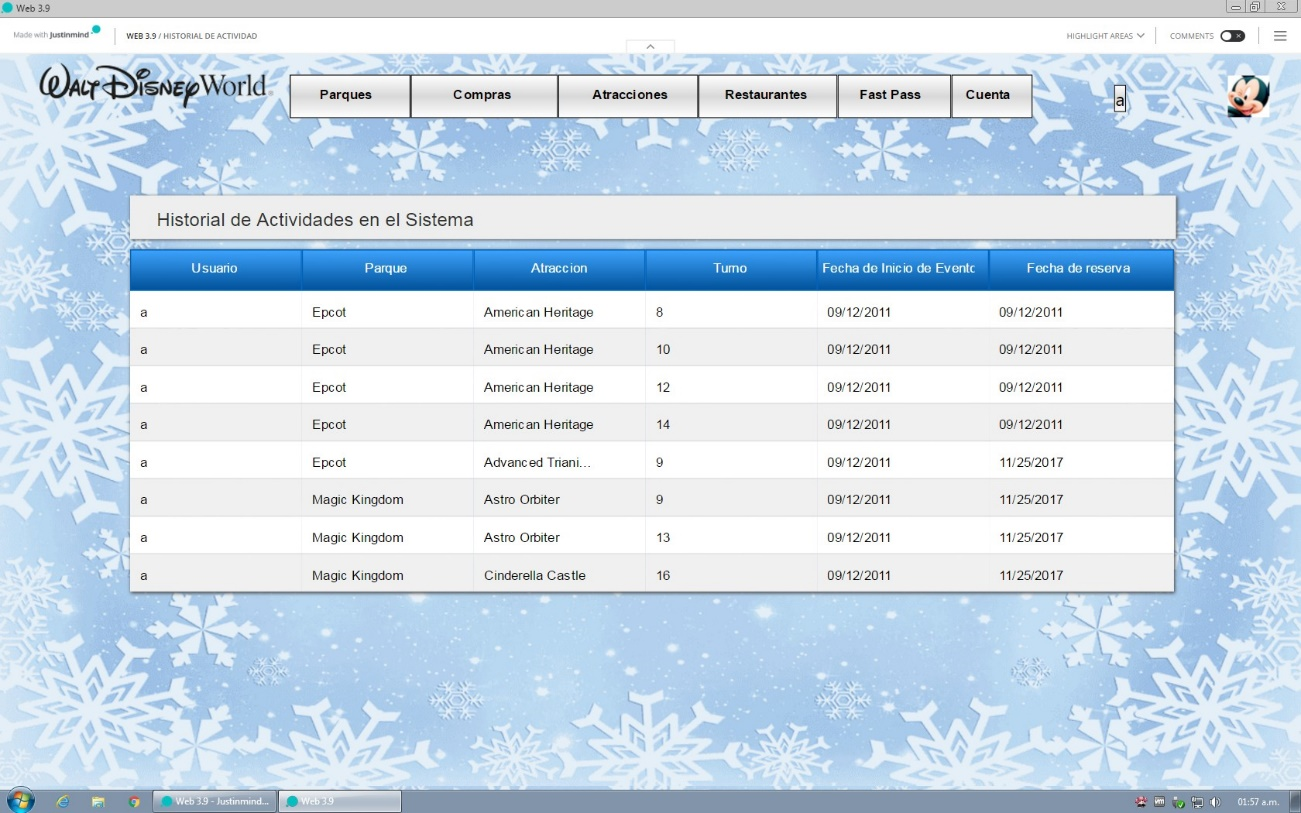 Web 3.9
Made with Justinmind
WEB 3.9 / HISTORIAL DE ACTIVIDAD
HIGHLIGHT AREAS
COMMENTS
WALT DISNEY World
Parques Compras Atracciones Restaurantes Fast Pass Cuenta
a
Historial de Actividades en el Sistema
Usuario Parque Atraccion Turno Fecha de Inicio de Evento Fecha de reserva
a Epcot American Heritage 8 09/12/2011 09/12/2011
a Epcot American Heritage 10 09/12/2011 09/12/2011
a Epcot American Heritage 12 09/12/2011 09/12/2011
a Epcot American Heritage 14 09/12/2011 09/12/2011
a Epcot Advanced Triani... 9 09/12/2011 11/25/2017
a Magic Kingdom Astro Orbiter 9 09/12/2011 11/25/2017
a Magic Kingdom Astro Orbiter 13 09/12/2011 11/25/2017
a Magic Kingdom Cinderella Castle 16 09/12/2011 11/25/2017
Web 3.9 - Justinmind... Web 3.9 01:57 a.m.